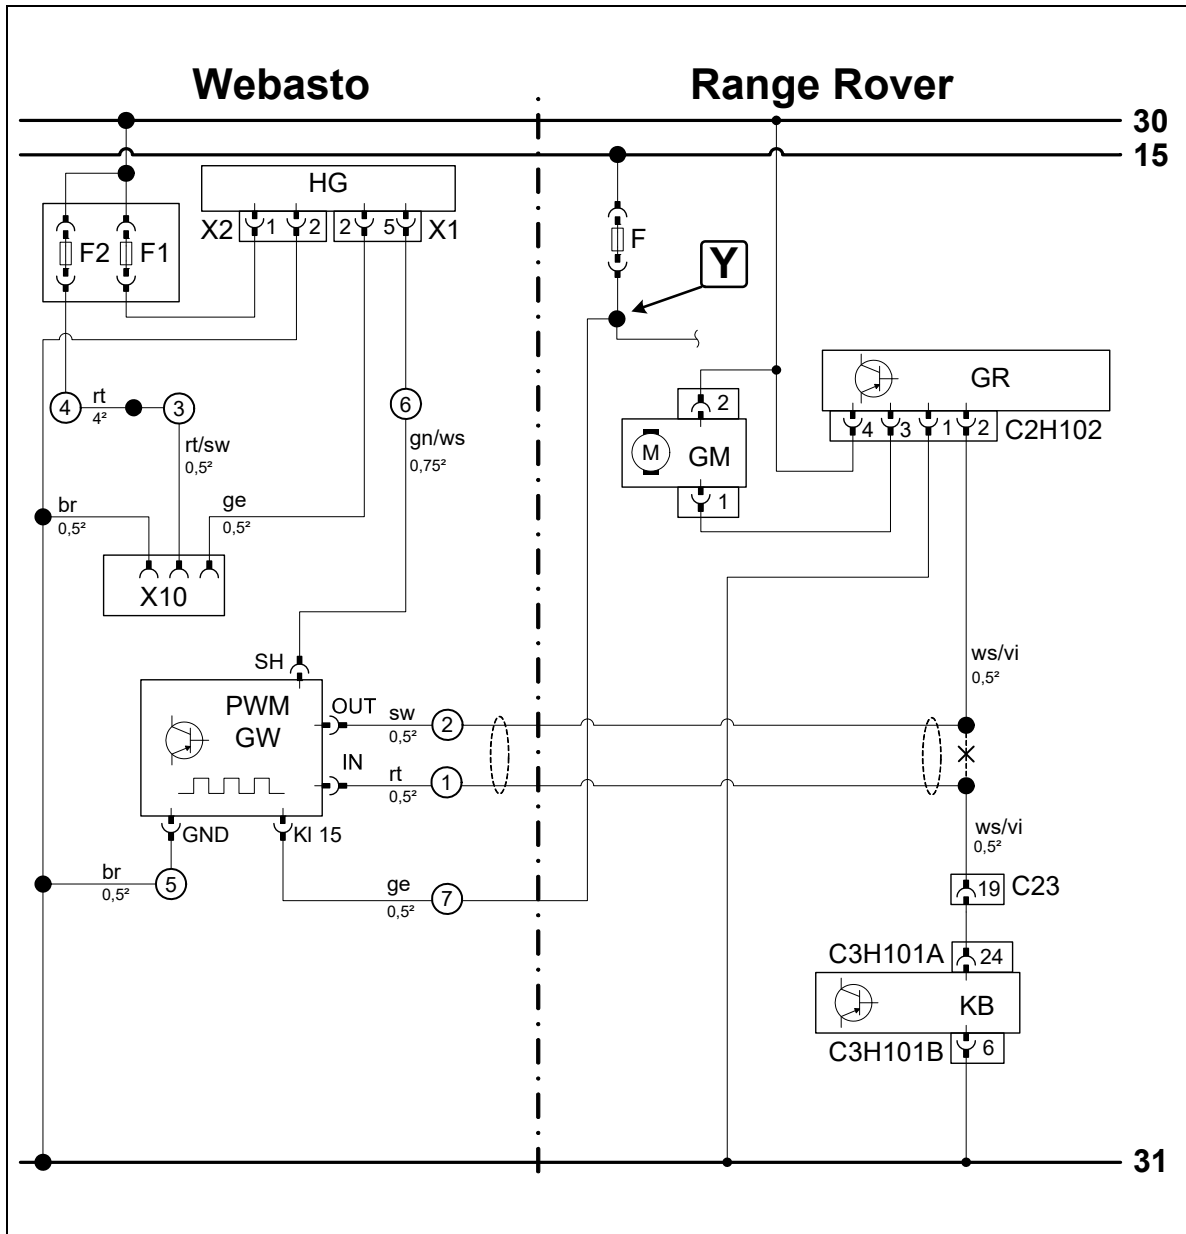 Webasto
Range Rover
30
15
HG
X2
1
2
2
5
X1
F2
F1
F
Y
GR
4
3
1
2
C2H102
2
M
GM
1
4
rt
4²
3
6
rt/sw
0,5²
gn/ws
0,75²
br
0,5²
ge
0,5²
X10
SH
PWM
GW
OUT
IN
GND
Kl 15
sw
0,5²
2
rt
0,5²
1
ws/vi
0,5²
ws/vi
0,5²
br
0,5²
5
ge
0,5²
7
19
C23
C3H101A
24
KB
C3H101B
6
31